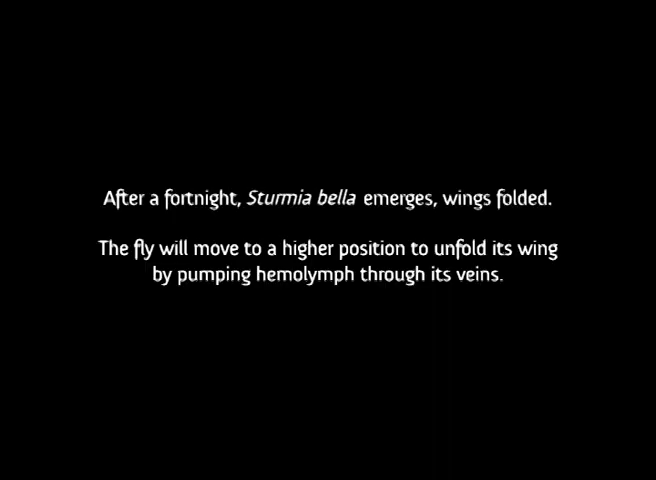 After a fortnight, Sturmia bella emerges, wings folded.
The fly will move to a higher position to unfold its wing
by pumping hemolymph through its veins.